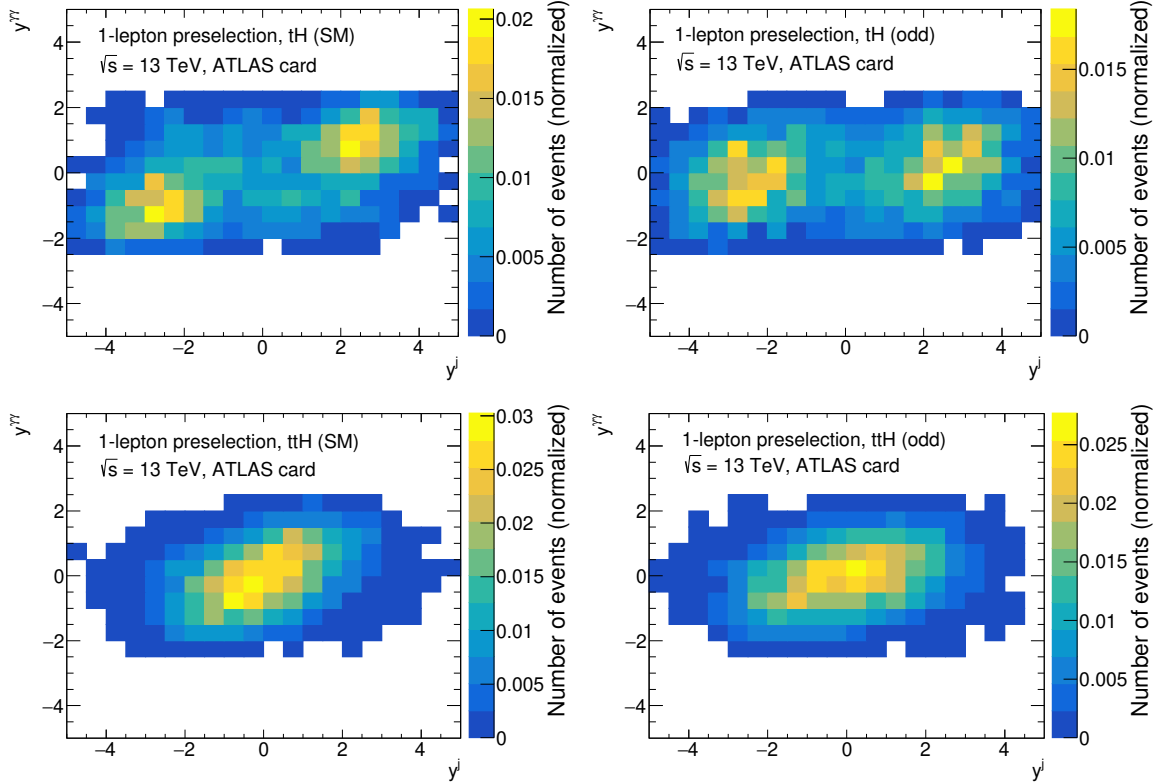 y^γγ
4
2
0
−2
−4
1-lepton preselection, tH (SM)
√s = 13 TeV, ATLAS card
−4 −2 0 2 4
y^j
0.02
0.015
0.01
0.005
0
Number of events (normalized)
y^γγ
4
2
0
−2
−4
1-lepton preselection, tH (odd)
√s = 13 TeV, ATLAS card
−4 −2 0 2 4
y^j
0.015
0.01
0.005
0
Number of events (normalized)
y^γγ
4
2
0
−2
−4
1-lepton preselection, ttH (SM)
√s = 13 TeV, ATLAS card
−4 −2 0 2 4
y^j
0.03
0.025
0.02
0.015
0.01
0.005
0
Number of events (normalized)
y^γγ
4
2
0
−2
−4
1-lepton preselection, ttH (odd)
√s = 13 TeV, ATLAS card
−4 −2 0 2 4
y^j
0.025
0.02
0.015
0.01
0.005
0
Number of events (normalized)